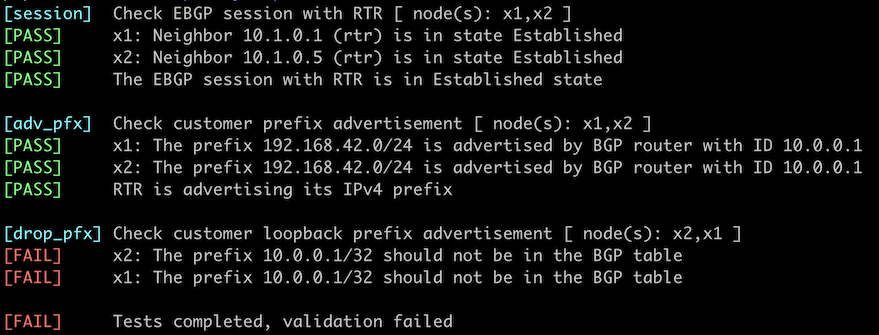 [session] Check EBGP session with RTR [ node(s): x1,x2 ]
[PASS] x1: Neighbor 10.1.0.1 (rtr) is in state Established
[PASS] x2: Neighbor 10.1.0.5 (rtr) is in state Established
[PASS] The EBGP session with RTR is in Established state
[adv_pfx] Check customer prefix advertisement [ node(s): x1,x2 ]
[PASS] x1: The prefix 192.168.42.0/24 is advertised by BGP router with ID 10.0.0.1
[PASS] x2: The prefix 192.168.42.0/24 is advertised by BGP router with ID 10.0.0.1
[PASS] RTR is advertising its IPv4 prefix
[drop_pfx] Check customer loopback prefix advertisement [ node(s): x2,x1 ]
[FAIL] x2: The prefix 10.0.0.1/32 should not be in the BGP table
[FAIL] x1: The prefix 10.0.0.1/32 should not be in the BGP table
[FAIL] Tests completed, validation failed